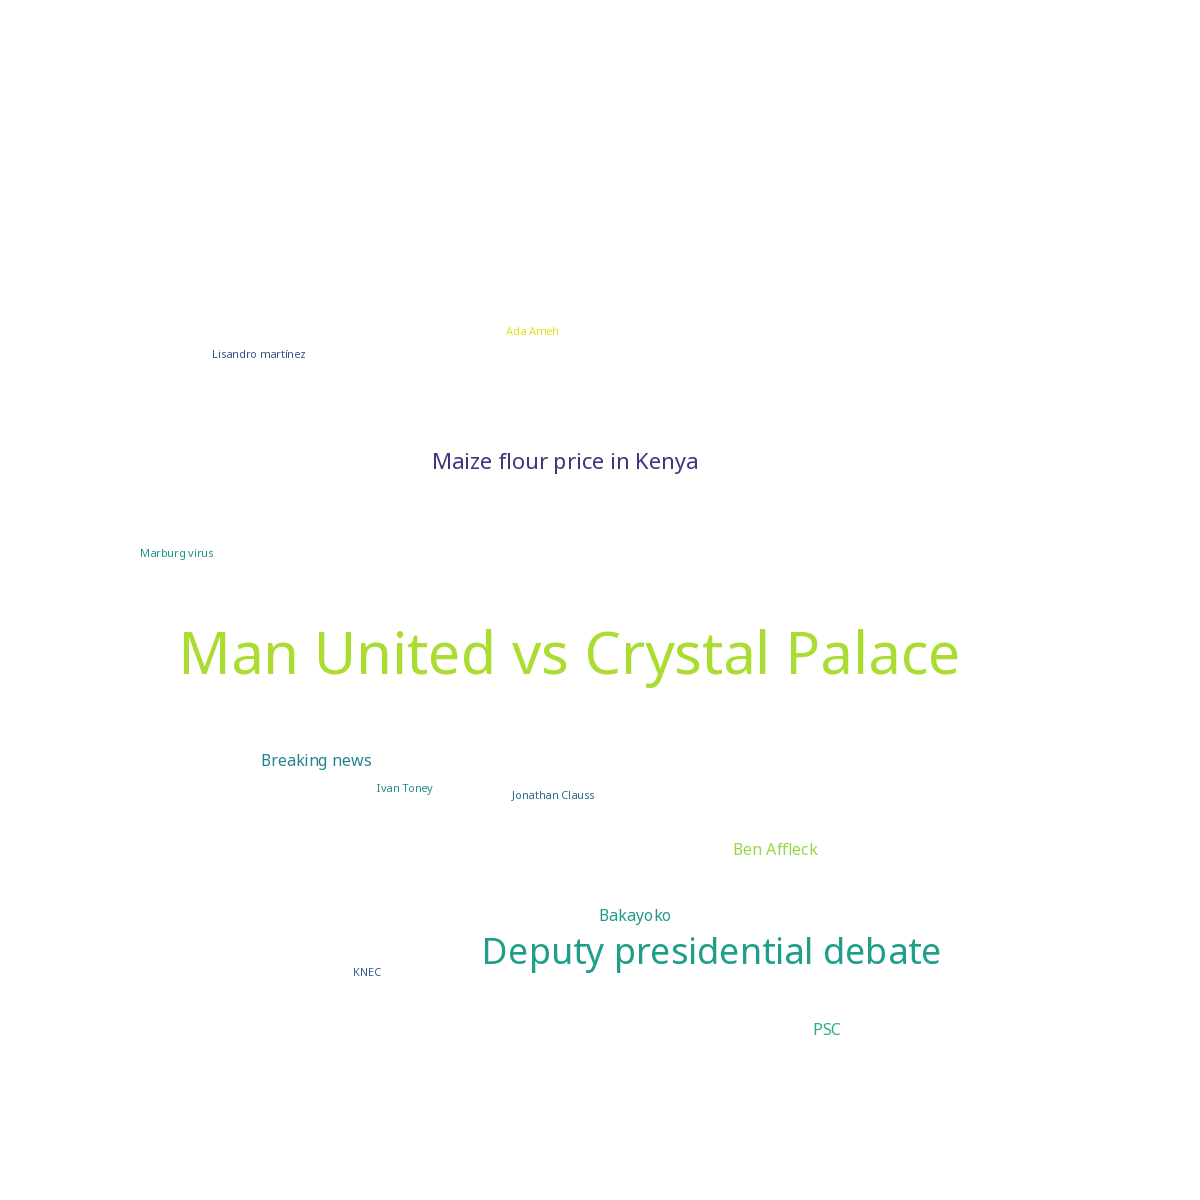 Ada Ameh
Lisandro martínez
Maize flour price in Kenya
Marburg virus
Man United vs Crystal Palace
Breaking news
Ivan Toney
Jonathan Clauss
Ben Affleck
Bakayoko
Deputy presidential debate
KNEC
PSC